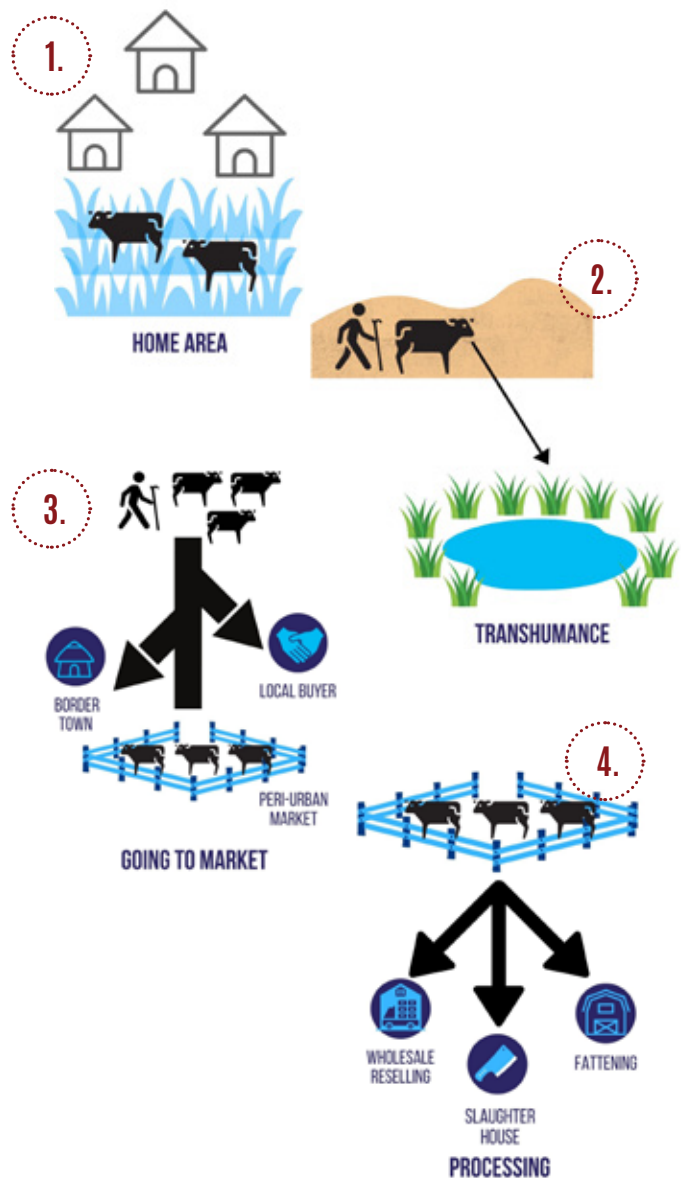 1.
HOME AREA
2.
TRANSHUMANCE
3.
BORDER
TOWN
LOCAL BUYER
PERI-URBAN
MARKET
GOING TO MARKET
4.
WHOLESALE
RESELLING
SLAUGHTER
HOUSE
FATTENING
PROCESSING